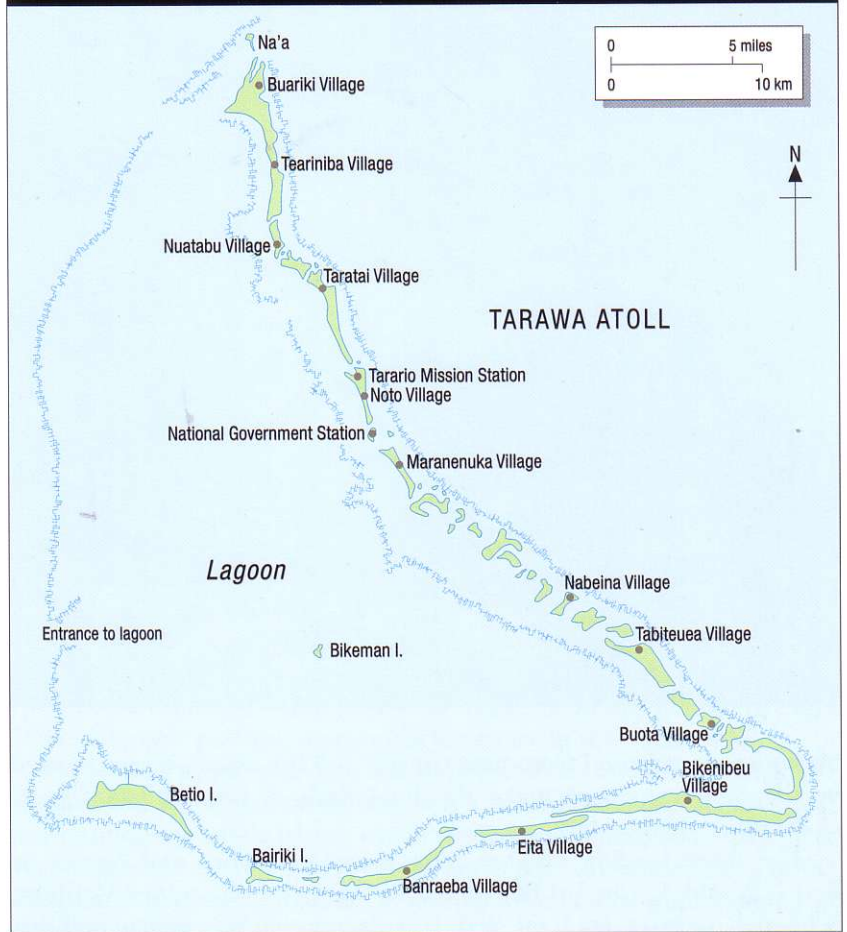 Na'a
0 5 miles
0 10 km
Buariki Village
N
Teariniba Village
Nuatabu Village
Taratai Village
TARAWA ATOLL
Tarario Mission Station
Noto Village
National Government Station
Maranenuka Village
Lagoon
Nabeina Village
Entrance to lagoon
Tabiteuea Village
Bikeman I.
Buota Village
Bikenibeu
Village
Betio I.
Eita Village
Bairiki I.
Banraeba Village